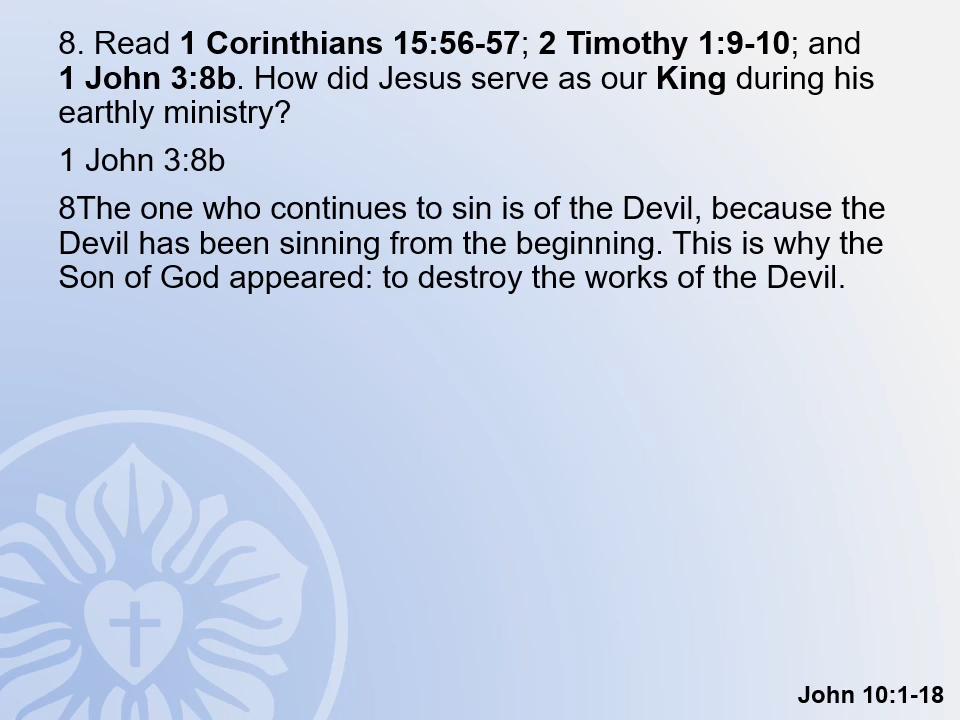 8. Read 1 Corinthians 15:56-57; 2 Timothy 1:9-10; and
1 John 3:8b. How did Jesus serve as our King during his
earthly ministry?
1 John 3:8b
8The one who continues to sin is of the Devil, because the
Devil has been sinning from the beginning. This is why the
Son of God appeared: to destroy the works of the Devil.
John 10:1-18